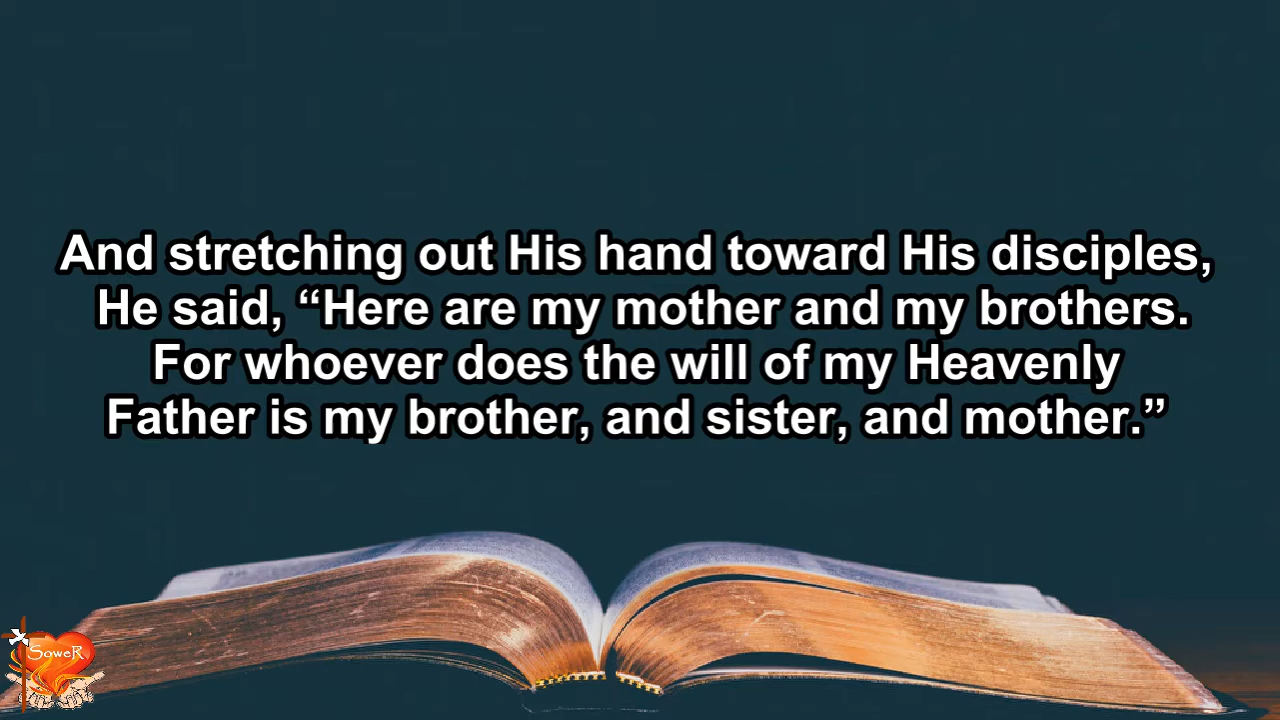 And stretching out His hand toward His disciples,
He said, “Here are my mother and my brothers.
For whoever does the will of my Heavenly
Father is my brother, and sister, and mother.”
SoweR